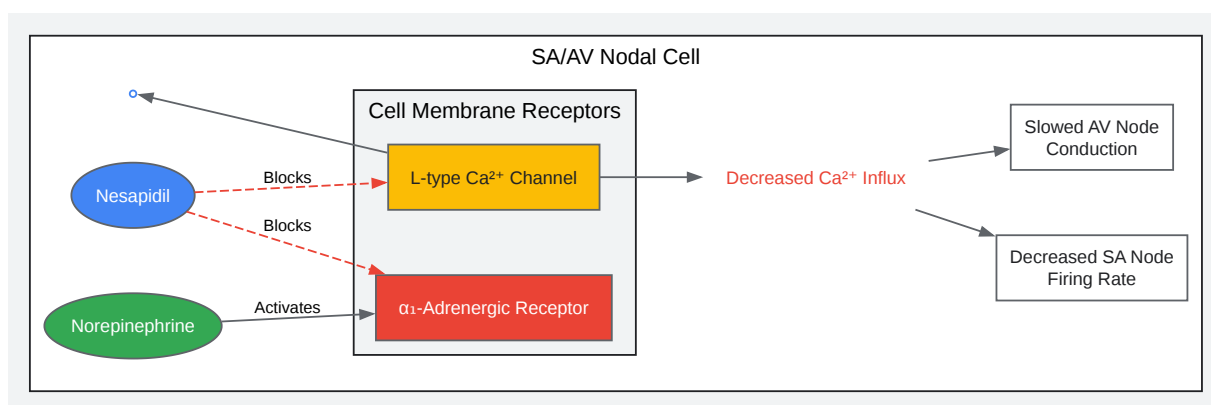 SA/AV Nodal Cell
Cell Membrane Receptors
Nesapidil
Blocks
L-type Ca²⁺ Channel
Decreased Ca²⁺ Influx
Slowed AV Node
Conduction
Blocks
Decreased SA Node
Firing Rate
Norepinephrine
Activates
α₁-Adrenergic Receptor